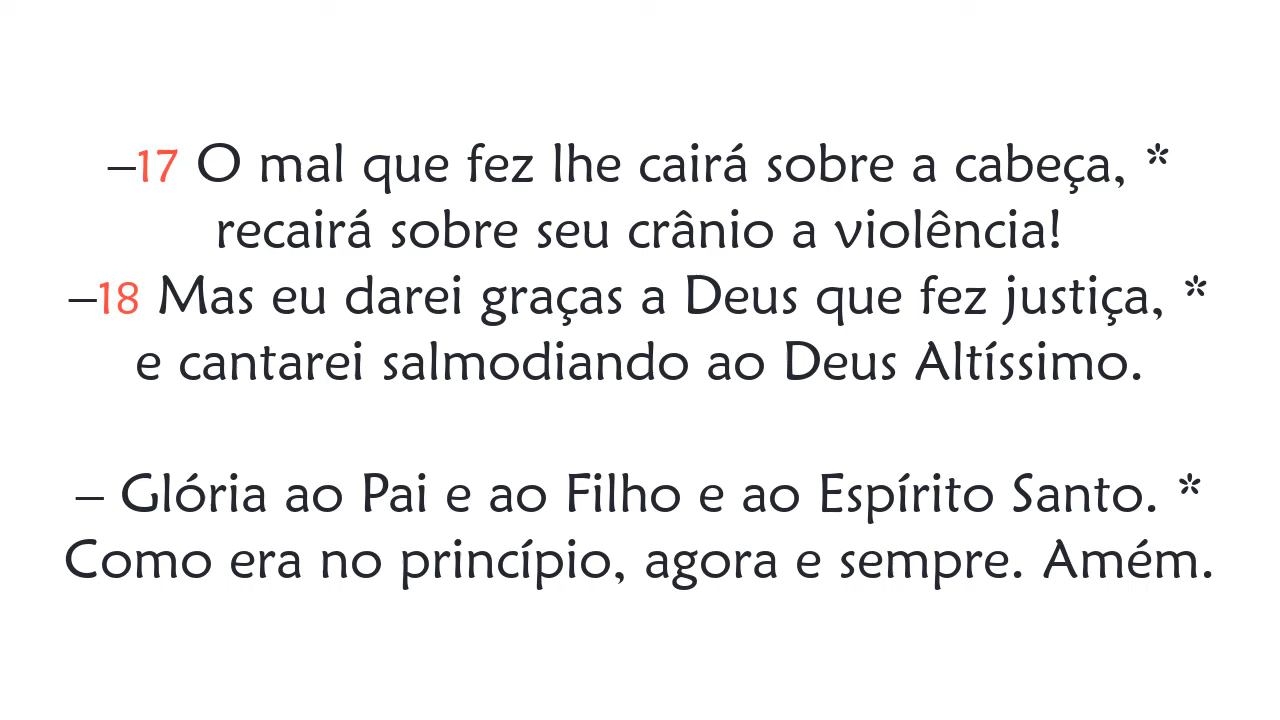 –17 O mal que fez lhe cairá sobre a cabeça, *
recairá sobre seu crânio a violência!
–18 Mas eu darei graças a Deus que fez justiça, *
e cantarei salmodiando ao Deus Altíssimo.
– Glória ao Pai e ao Filho e ao Espírito Santo. *
Como era no princípio, agora e sempre. Amém.